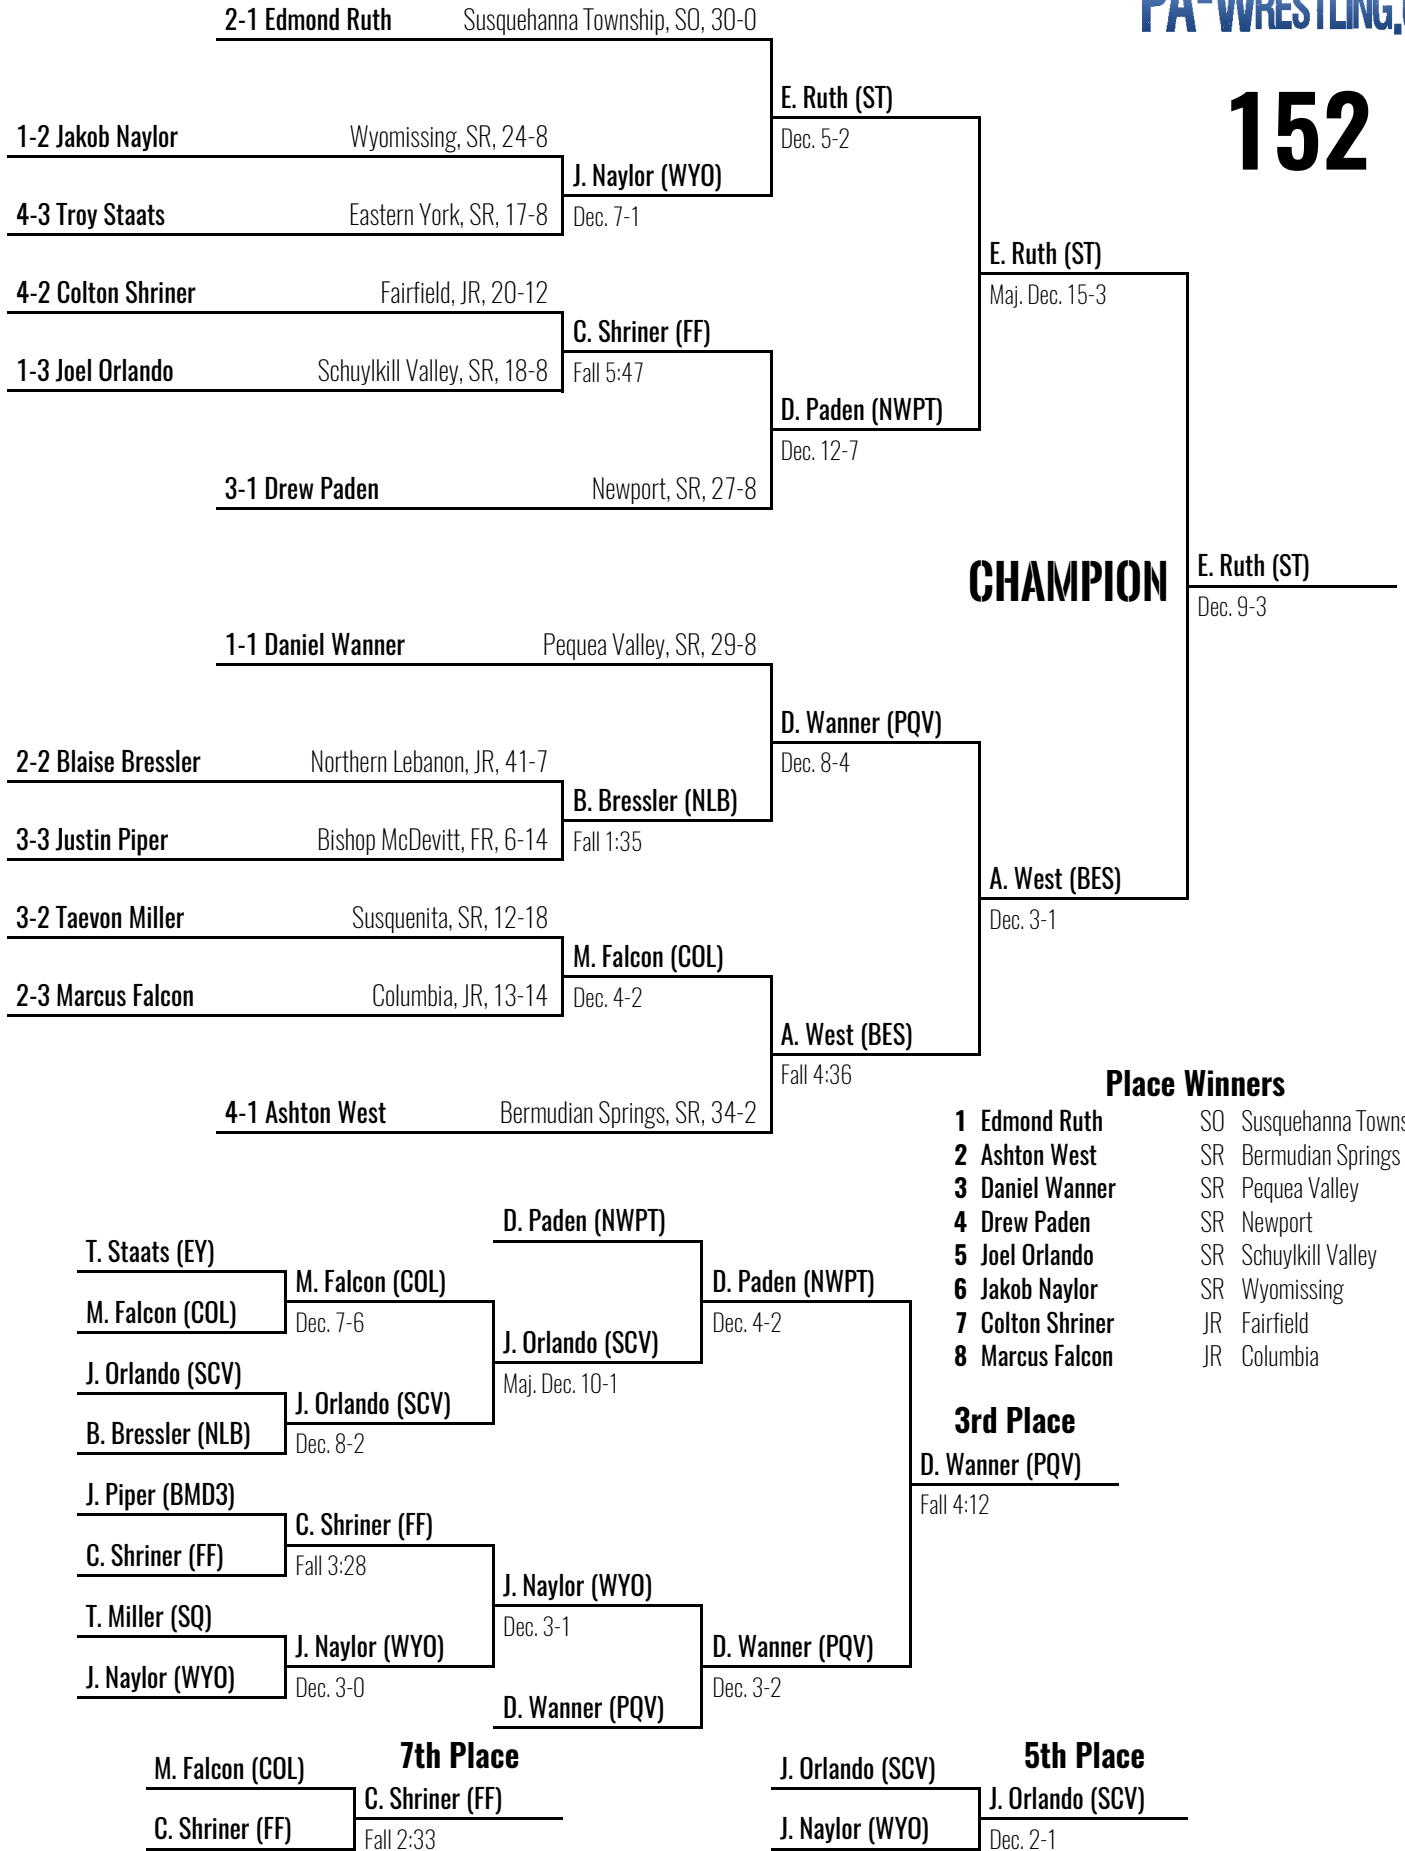 PA-WRESTLING.
152
2-1 Edmond Ruth Susquehanna Township, SO, 30-0
E. Ruth (ST)
Dec. 5-2
1-2 Jakob Naylor Wyomissing, SR, 24-8
J. Naylor (WYO)
Dec. 7-1
4-3 Troy Staats Eastern York, SR, 17-8
E. Ruth (ST)
Maj. Dec. 15-3
4-2 Colton Shriner Fairfield, JR, 20-12
C. Shriner (FF)
Fall 5:47
1-3 Joel Orlando Schuylkill Valley, SR, 18-8
D. Paden (NWPT)
Dec. 12-7
3-1 Drew Paden Newport, SR, 27-8
CHAMPION
E. Ruth (ST)
Dec. 9-3
1-1 Daniel Wanner Pequea Valley, SR, 29-8
D. Wanner (PQV)
Dec. 8-4
2-2 Blaise Bressler Northern Lebanon, JR, 41-7
B. Bressler (NLB)
Fall 1:35
3-3 Justin Piper Bishop McDevitt, FR, 6-14
A. West (BES)
Dec. 3-1
3-2 Taevon Miller Susquenita, SR, 12-18
M. Falcon (COL)
Dec. 4-2
2-3 Marcus Falcon Columbia, JR, 13-14
A. West (BES)
Fall 4:36
4-1 Ashton West Bermudian Springs, SR, 34-2
Place Winners
1 Edmond Ruth SO Susquehanna Towns
2 Ashton West SR Bermudian Springs
3 Daniel Wanner SR Pequea Valley
4 Drew Paden SR Newport
5 Joel Orlando SR Schuylkill Valley
6 Jakob Naylor SR Wyomissing
7 Colton Shriner JR Fairfield
8 Marcus Falcon JR Columbia
D. Paden (NWPT)
T. Staats (EY)
M. Falcon (COL)
Dec. 7-6
M. Falcon (COL)
D. Paden (NWPT)
Dec. 4-2
J. Orlando (SCV)
Maj. Dec. 10-1
J. Orlando (SCV)
J. Orlando (SCV)
Dec. 8-2
B. Bressler (NLB)
3rd Place
D. Wanner (PQV)
Fall 4:12
J. Piper (BMD3)
C. Shriner (FF)
Fall 3:28
C. Shriner (FF)
J. Naylor (WYO)
Dec. 3-1
T. Miller (SQ)
J. Naylor (WYO)
Dec. 3-0
J. Naylor (WYO)
D. Wanner (PQV)
Dec. 3-2
D. Wanner (PQV)
7th Place
M. Falcon (COL)
C. Shriner (FF)
Fall 2:33
C. Shriner (FF)
5th Place
J. Orlando (SCV)
J. Orlando (SCV)
Dec. 2-1
J. Naylor (WYO)